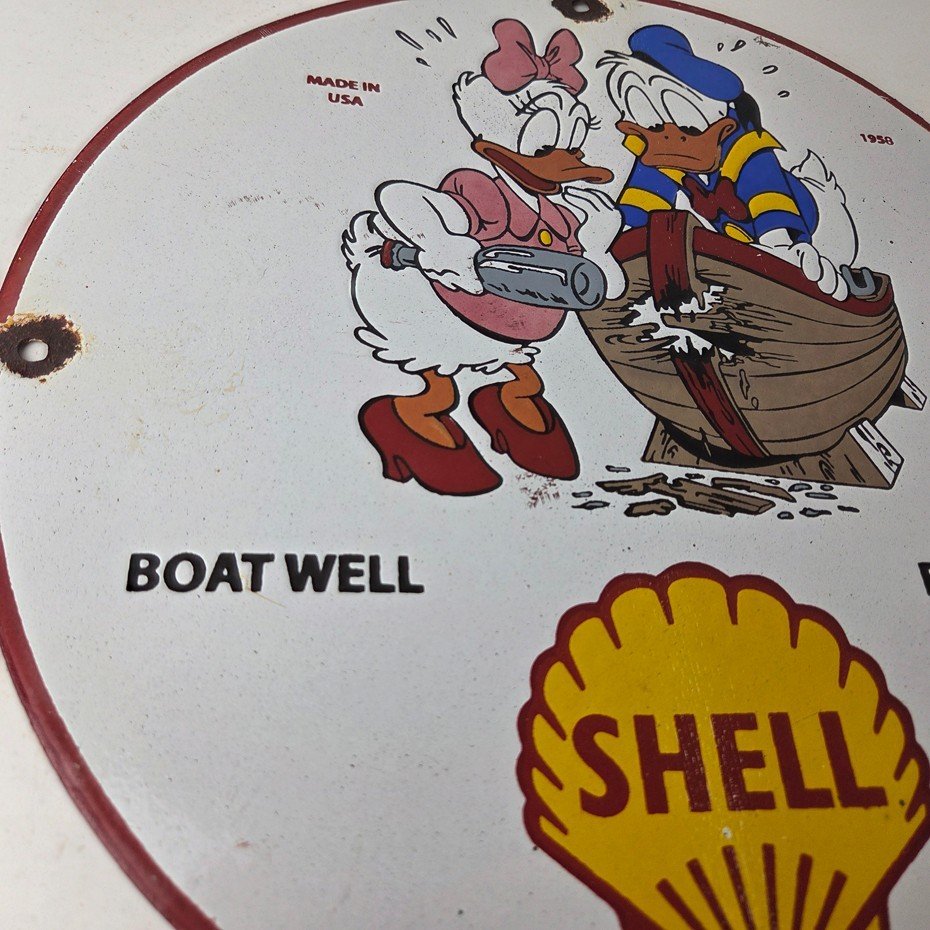 MADE IN
USA
1958
BOAT WELL
SHELL